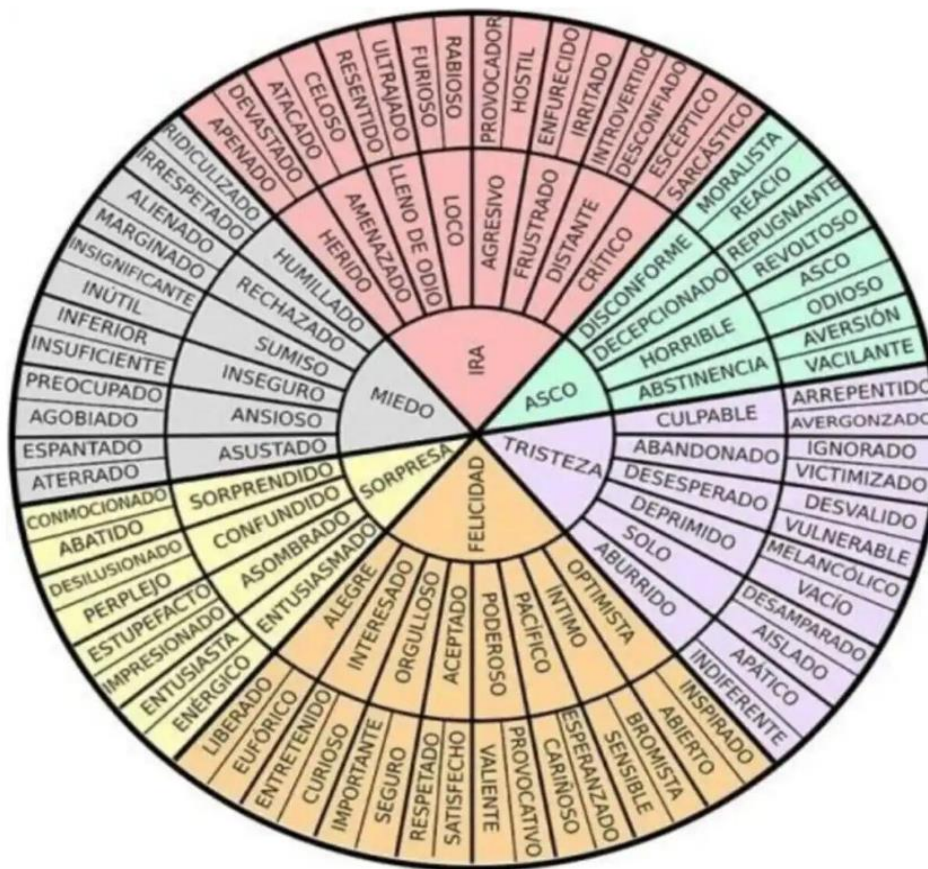 IRA
HERIDO
APENADO
DEVASTADO
AMENAZADO
ATACADO
CELOSO
LLENO DE ODIO
RESENTIDO
ULTRAJADO
LOCO
FURIOSO
RABIOSO
AGRESIVO
PROVOCADOR
HOSTIL
FRUSTRADO
ENFURECIDO
IRRITADO
DISTANTE
INTROVERTIDO
DESCONFIADO
CRÍTICO
ESCÉPTICO
SARCÁSTICO
ASCO
DISCONFORME
MORALISTA
REACIO
DECEPCIONADO
REPUGNANTE
REVOLTOSO
HORRIBLE
ASCO
ODIOSO
ABSTINENCIA
AVERSIÓN
VACILANTE
TRISTEZA
CULPABLE
ARREPENTIDO
AVERGONZADO
ABANDONADO
IGNORADO
VICTIMIZADO
DESESPERADO
DESVALIDO
VULNERABLE
DEPRIMIDO
MELANCÓLICO
VACÍO
SOLO
DESAMPARADO
AISLADO
ABURRIDO
APÁTICO
INDIFERENTE
FELICIDAD
OPTIMISTA
INSPIRADO
ABIERTO
INTIMO
BROMISTA
SENSIBLE
PACÍFICO
ESPERANZADO
CARIÑOSO
PODEROSO
PROVOCATIVO
VALIENTE
ACEPTADO
SATISFECHO
RESPETADO
ORGULLOSO
SEGURO
IMPORTANTE
INTERESADO
CURIOSO
ENTRETENIDO
ALEGRE
EUFÓRICO
LIBERADO
SORPRESA
ENTUSIASMADO
ENÉRGICO
ENTUSIASTA
ASOMBRADO
IMPRESIONADO
ESTUPEFACTO
CONFUNDIDO
PERPLEJO
DESILUSIONADO
SORPRENDIDO
ABATIDO
CONMOCIONADO
MIEDO
ASUSTADO
ATERRADO
ESPANTADO
ANSIOSO
AGOBIADO
PREOCUPADO
INSEGURO
INSUFICIENTE
INFERIOR
SUMISO
INÚTIL
INSIGNIFICANTE
RECHAZADO
MARGINADO
ALIENADO
HUMILLADO
IRRESPETADO
RIDICULIZADO